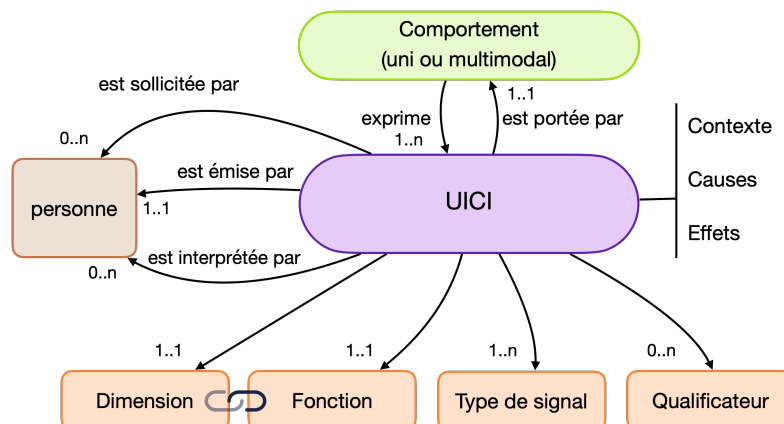 Comportement
(uni ou multimodal)
est sollicitée par
1..1
exprime
est portée par
1..n
0..n
Contexte
est émise par
Causes
personne
1..1
UICI
Effets
est interprétée par
0..n
1..1
1..1
1..n
0..n
Dimension
Fonction
Type de signal
Qualificateur